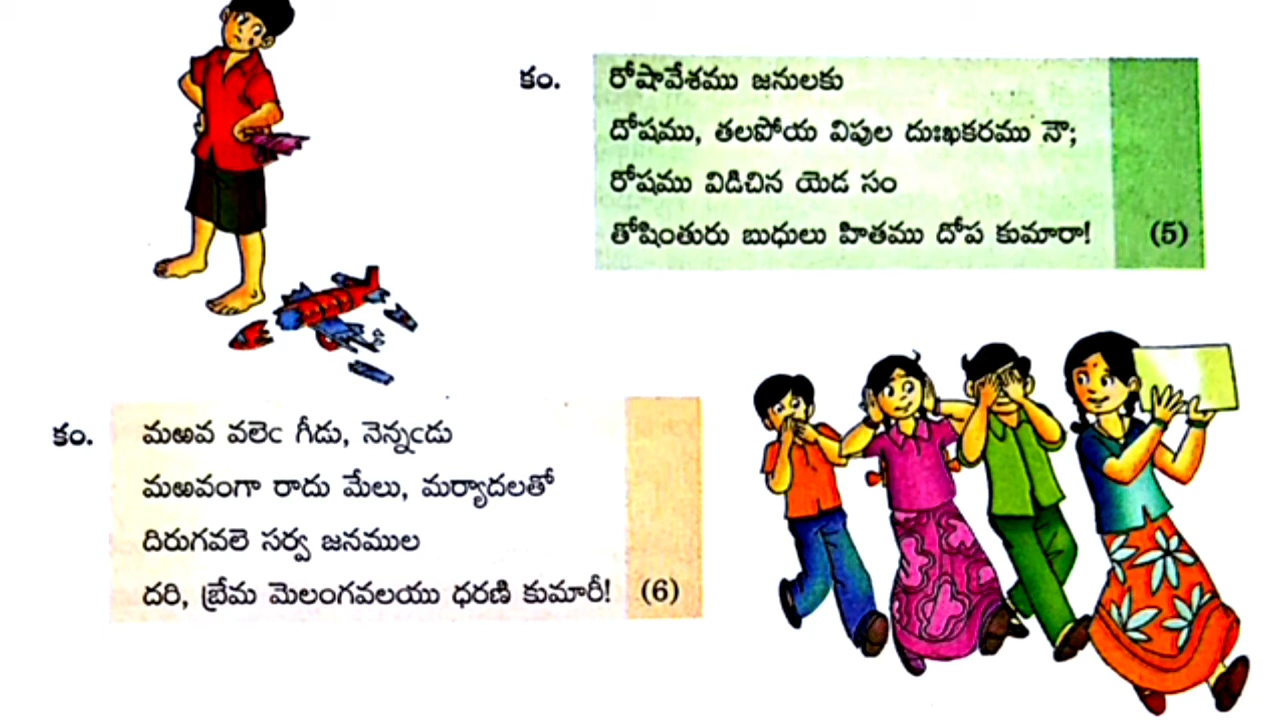 కం. రోషావేశము జనులకు
దోషము, తలపోయ విపుల దుఃఖకరము నౌ;
రోషము విడిచిన యెడ సం
తోషింతురు బుధులు హితము దోప కుమారా! (5)
కం. మఱవ వలెఁ గీడు, నెన్నఁడు
మఱవంగా రాదు మేలు, మర్యాదలతో
దిరుగవలె సర్వ జనముల
దరి, బ్రేమ మెలంగవలయు ధరణి కుమారీ! (6)